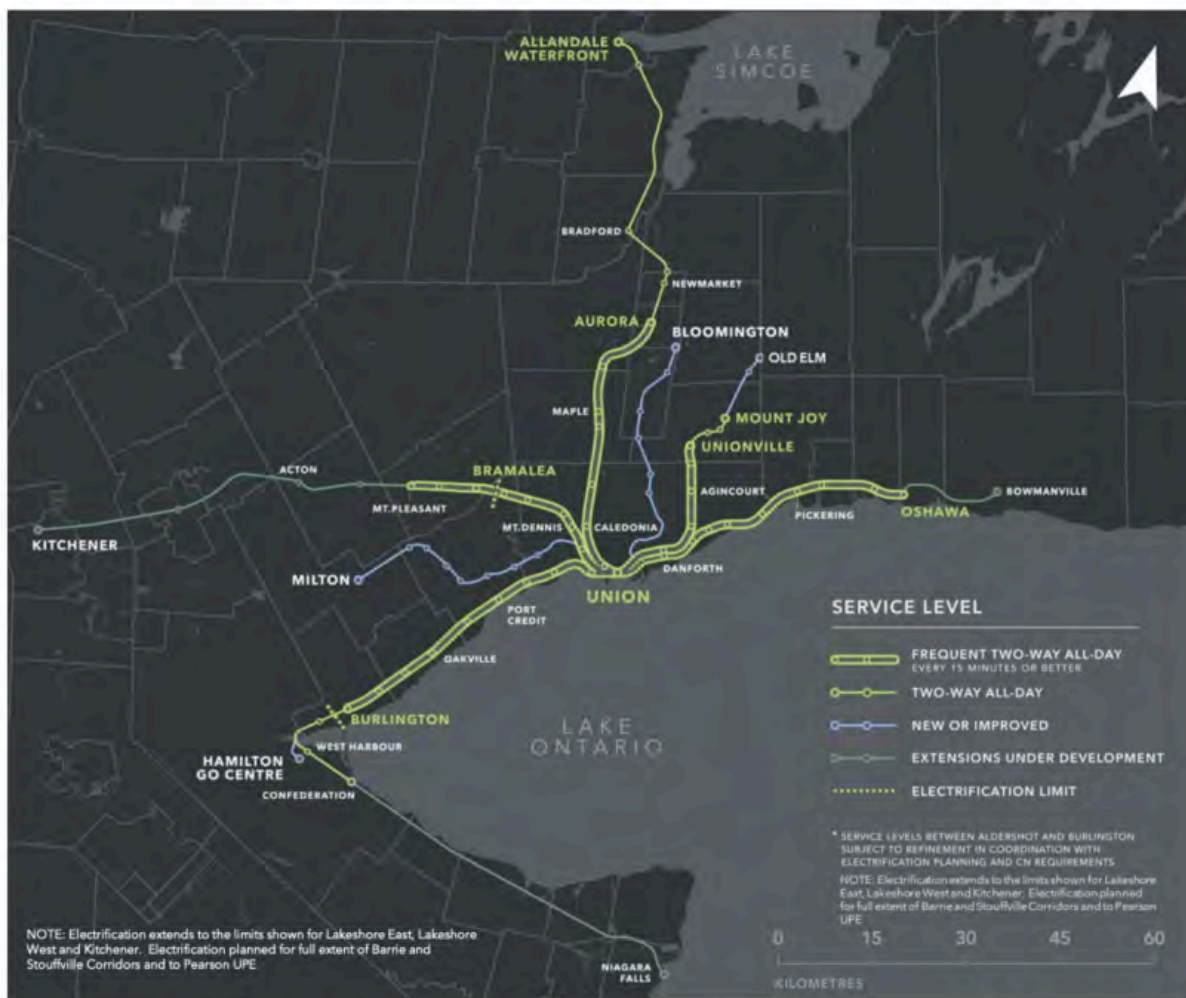 ALLANDALE
WATERFRONT
LAKE
SIMCOE
BRADFORD
NEWMARKET
AURORA
BLOOMINGTON
OLD ELM
MAPLE
MOUNT JOY
UNIONVILLE
ACTON
BRAMALEA
AGINCOURT
BOWMANVILLE
MT.PLEASANT
PICKERING
OSHAWA
MT.DENNIS
CALEDONIA
KITCHENER
DANFORTH
MILTON
UNION
PORT
CREDIT
OAKVILLE
BURLINGTON
WEST HARBOUR
HAMILTON
GO CENTRE
CONFEDERATION
LAKE
ONTARIO
NIAGARA
FALLS
SERVICE LEVEL
FREQUENT TWO-WAY ALL-DAY
EVERY 15 MINUTES OR BETTER
TWO-WAY ALL-DAY
NEW OR IMPROVED
EXTENSIONS UNDER DEVELOPMENT
ELECTRIFICATION LIMIT
* SERVICE LEVELS BETWEEN ALDERSHOT AND BURLINGTON
SUBJECT TO REFINEMENT IN COORDINATION WITH
ELECTRIFICATION PLANNING AND CN REQUIREMENTS
NOTE: Electrification extends to the limits shown for Lakeshore
East, Lakeshore West and Kitchener. Electrification planned
for full extent of Barrie and Stouffville Corridors and to Pearson
UPE
0 15 30 45 60
KILOMETRES
NOTE: Electrification extends to the limits shown for Lakeshore East, Lakeshore
West and Kitchener. Electrification planned for full extent of Barrie and
Stouffville Corridors and to Pearson UPE